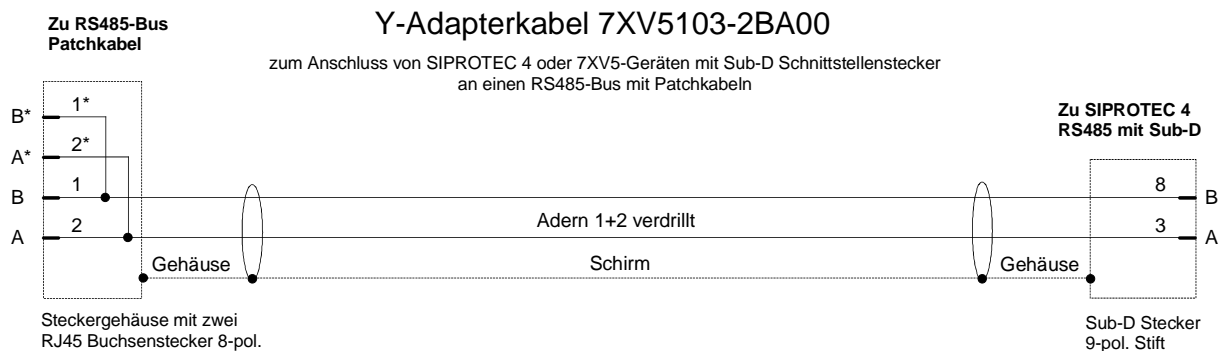 Y-Adapterkabel 7XV5103-2BA00
Zu RS485-Bus
Patchkabel
zum Anschluss von SIPROTEC 4 oder 7XV5-Geräten mit Sub-D Schnittstellenstecker
an einen RS485-Bus mit Patchkabeln
Zu SIPROTEC 4
RS485 mit Sub-D
B* 1*
A* 2*
B 1 8 B
Adern 1+2 verdrillt
A 2 3 A
Gehäuse Schirm Gehäuse
Steckergehäuse mit zwei
RJ45 Buchsenstecker 8-pol.
Sub-D Stecker
9-pol. Stift